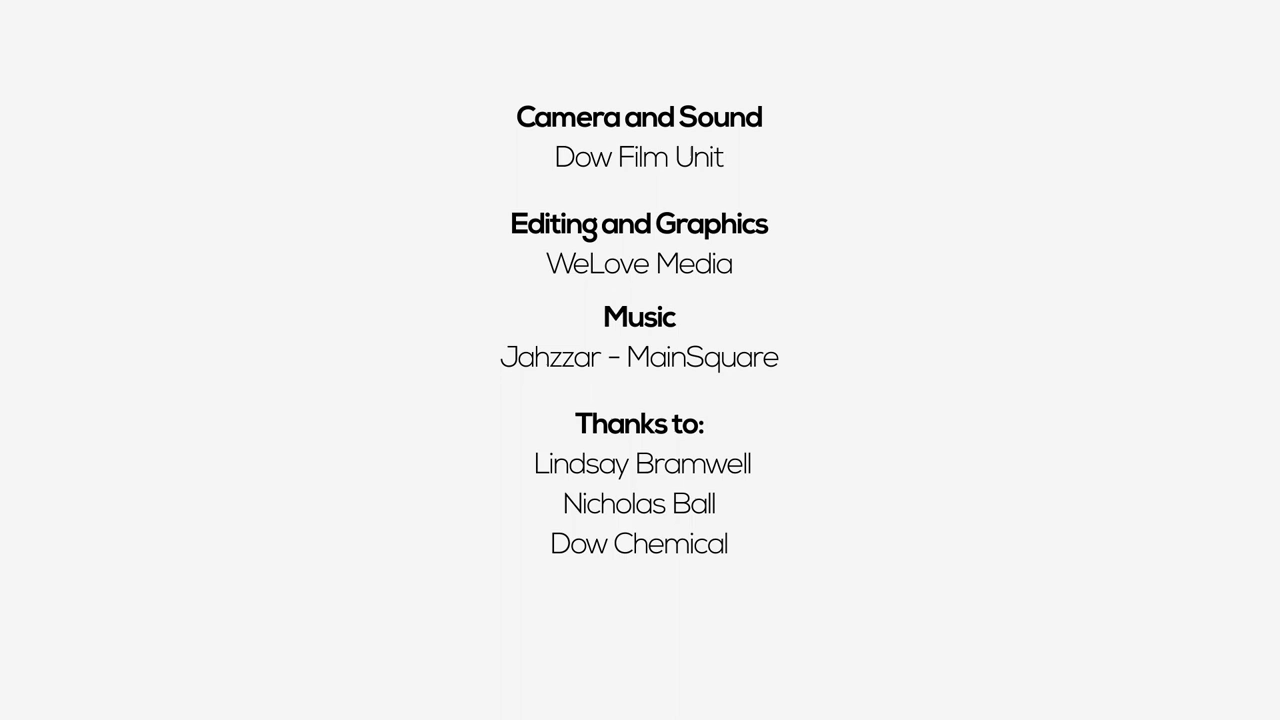 Camera and Sound
Dow Film Unit
Editing and Graphics
WeLove Media
Music
Jahzzar - MainSquare
Thanks to:
Lindsay Bramwell
Nicholas Ball
Dow Chemical